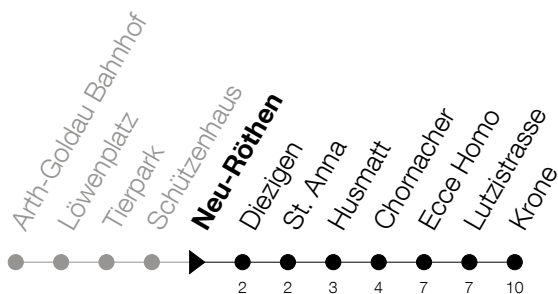 Arth-Goldau Bahnhof
Löwenplatz
Tierpark
Schützenhaus
Neu-Röthen
Diezigen
St. Anna
Husmatt
Chornacher
Ecce Homo
Lutzistrasse
Krone
2 2 3 4 7 7 10